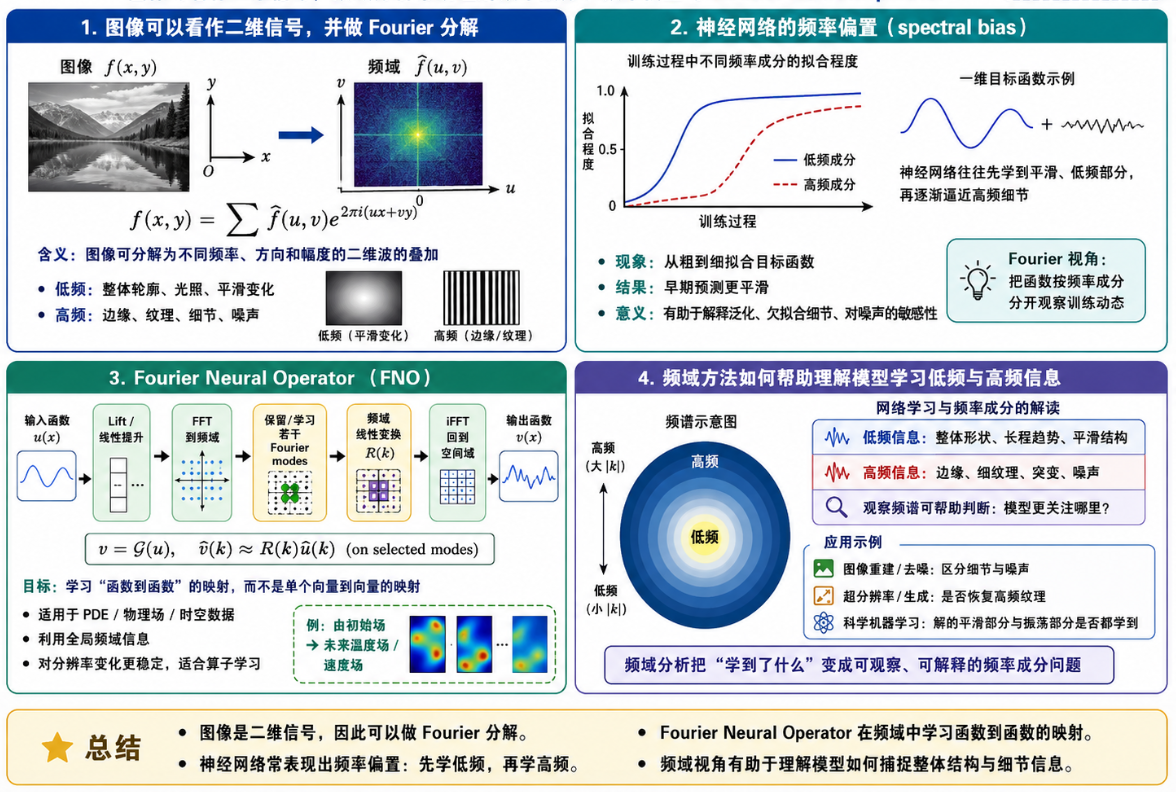 1. 图像可以看作二维信号，并做 Fourier 分解
图像 f(x, y)
频域 f̂(u, v)
y
x
O
v
u
0
f(x, y) = ∑ f̂(u, v)e^{2πi(ux+vy)}
含义：图像可分解为不同频率、方向和幅度的二维波的叠加
• 低频：整体轮廓、光照、平滑变化
• 高频：边缘、纹理、细节、噪声
低频（平滑变化）
高频（边缘/纹理）
2. 神经网络的频率偏置（spectral bias）
训练过程中不同频率成分的拟合程度
拟合程度
1.0
0.5
0
低频成分
高频成分
训练过程
一维目标函数示例
+
神经网络往往先学到平滑、低频部分，
再逐渐逼近高频细节
• 现象：从粗到细拟合目标函数
• 结果：早期预测更平滑
• 意义：有助于解释泛化、欠拟合细节、对噪声的敏感性
Fourier 视角：
把函数按频率成分
分开观察训练动态
3. Fourier Neural Operator （FNO）
输入函数
u(x)
Lift /
线性提升
...
FFT
到频域
保留/学习
若干
Fourier
modes
频域
线性变换
R(k)
iFFT
回到
空间域
输出函数
v(x)
v = 𝒢(u), v̂(k) ≈ R(k)û(k) (on selected modes)
目标：学习“函数到函数”的映射，而不是单个向量到向量的映射
• 适用于 PDE / 物理场 / 时空数据
• 利用全局频域信息
• 对分辨率变化更稳定，适合算子学习
例：由初始场
→ 未来温度场 /
速度场
...
4. 频域方法如何帮助理解模型学习低频与高频信息
频谱示意图
高频
（大 |k|）
低频
（小 |k|）
高频
低频
网络学习与频率成分的解读
低频信息：整体形状、长程趋势、平滑结构
高频信息：边缘、细纹理、突变、噪声
观察频谱可帮助判断：模型更关注哪里？
应用示例
图像重建/去噪：区分细节与噪声
超分辨率/生成：是否恢复高频纹理
科学机器学习：解的平滑部分与振荡部分是否都学到
频域分析把“学到了什么”变成可观察、可解释的频率成分问题
总结
• 图像是二维信号，因此可以做 Fourier 分解。
• 神经网络常表现出频率偏置：先学低频，再学高频。
• Fourier Neural Operator 在频域中学习函数到函数的映射。
• 频域视角有助于理解模型如何捕捉整体结构与细节信息。